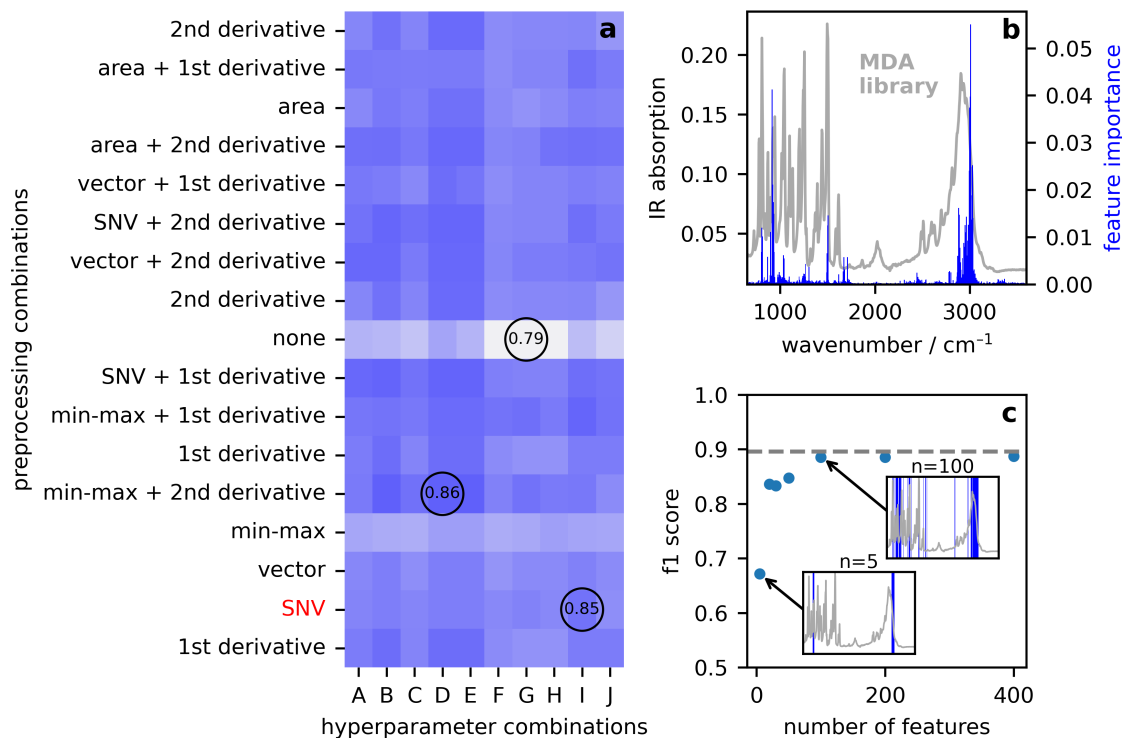 a
preprocessing combinations
2nd derivative
area + 1st derivative
area
area + 2nd derivative
vector + 1st derivative
SNV + 2nd derivative
vector + 2nd derivative
2nd derivative
none
SNV + 1st derivative
min-max + 1st derivative
1st derivative
min-max + 2nd derivative
min-max
vector
SNV
1st derivative
0.79
0.86
0.85
A B C D E F G H I J
hyperparameter combinations
b
MDA
library
IR absorption
0.20
0.15
0.10
0.05
feature importance
0.05
0.04
0.03
0.02
0.01
0.00
1000 2000 3000
wavenumber / cm⁻¹
c
f1 score
1.0
0.9
0.8
0.7
0.6
0.5
n=100
n=5
0 200 400
number of features